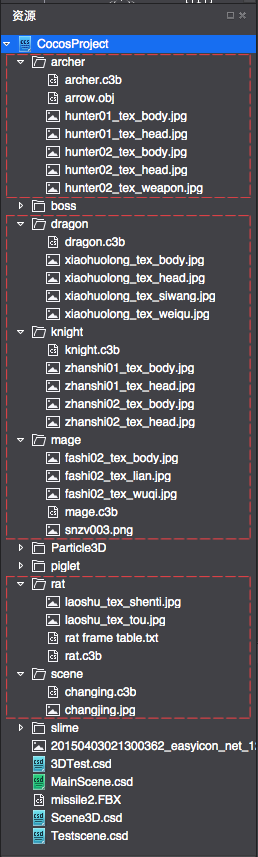 资源
CocosProject
archer
archer.c3b
arrow.obj
hunter01_tex_body.jpg
hunter01_tex_head.jpg
hunter02_tex_body.jpg
hunter02_tex_head.jpg
hunter02_tex_weapon.jpg
boss
dragon
dragon.c3b
xiaohuolong_tex_body.jpg
xiaohuolong_tex_head.jpg
xiaohuolong_tex_siwang.jpg
xiaohuolong_tex_weiqu.jpg
knight
knight.c3b
zhanshi01_tex_body.jpg
zhanshi01_tex_head.jpg
zhanshi02_tex_body.jpg
zhanshi02_tex_head.jpg
mage
fashi02_tex_body.jpg
fashi02_tex_lian.jpg
fashi02_tex_wuqi.jpg
mage.c3b
snzv003.png
Particle3D
piglet
rat
laoshu_tex_shenti.jpg
laoshu_tex_tou.jpg
rat frame table.txt
rat.c3b
scene
changing.c3b
changjing.jpg
slime
20150403021300362_easyicon_net_12
3DTest.csd
MainScene.csd
missile2.FBX
Scene3D.csd
Testscene.csd